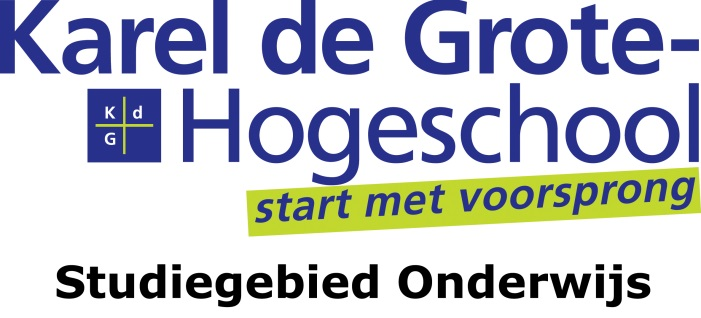 Karel de Grote-
K d
G
Hogeschool
start met voorsprong
Studiegebied Onderwijs